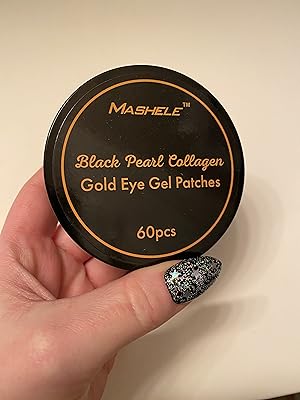 MASHELE™
Black Pearl Collagen
Gold Eye Gel Patches
60pcs